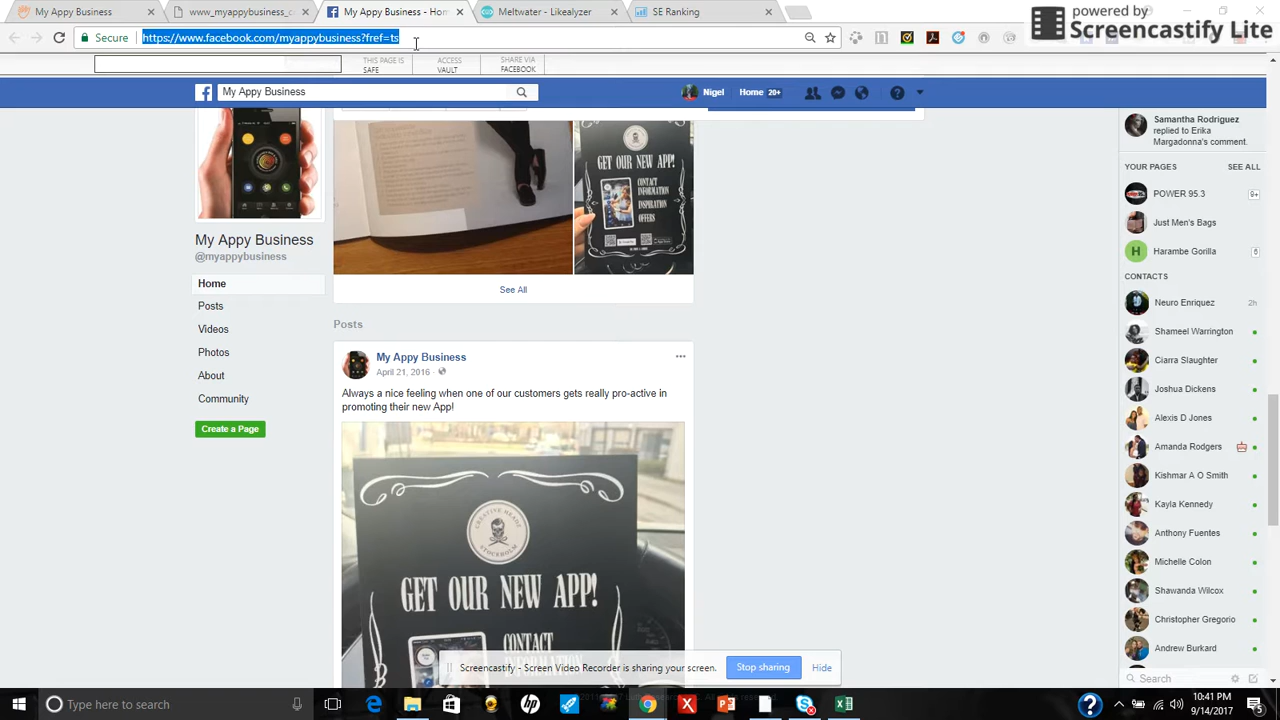 My Appy Business
www_myappybusiness_c
My Appy Business - Hom
Meltwater - Likealyzer
SE Ranking
powered by
Screencastify Lite
Secure
https://www.facebook.com/myappybusiness?fref=ts
THIS PAGE IS
SAFE
ACCESS
VAULT
SHARE VIA
FACEBOOK
My Appy Business
Nigel
Home 20+
My Appy Business
@myappybusiness
Home
Posts
Videos
Photos
About
Community
Create a Page
GET OUR NEW APP!
CONTACT
INFORMATION
INSPIRATION
OFFERS
See All
Posts
My Appy Business
April 21, 2016
Always a nice feeling when one of our customers gets really pro-active in
promoting their new App!
CREATIVE HEADZ
STOCKHOLM
GET OUR NEW APP!
CONTACT
Samantha Rodriguez
replied to Erika
Margadonna's comment.
YOUR PAGES SEE ALL
POWER 95.3 9+
Just Men's Bags
H Harambe Gorilla 6
CONTACTS
Neuro Enriquez 2h
Shameel Warrington
Ciarra Slaughter
Joshua Dickens
Alexis D Jones
Amanda Rodgers
Kishmar A O Smith
Kayla Kennedy
Anthony Fuentes
Michelle Colon
Shawanda Wilcox
Christopher Gregorio
Andrew Burkard
Search
Screencastify - Screen Video Recorder is sharing your screen.
Stop sharing
Hide
Type here to search
10:41 PM
9/14/2017